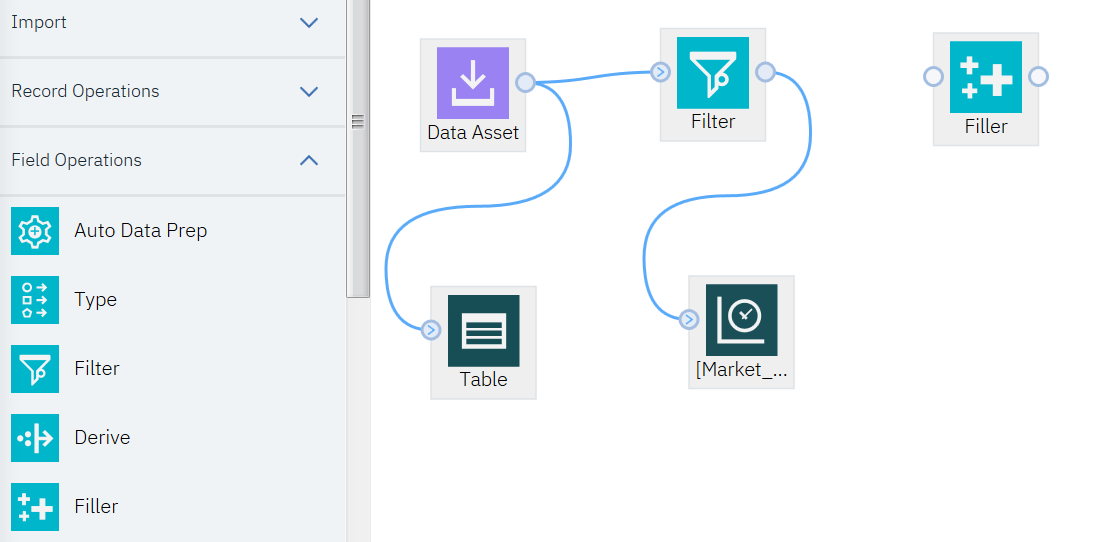 Import
Record Operations
Field Operations
Auto Data Prep
Type
Filter
Derive
Filler
Data Asset
Filter
Filler
Table
[Market_...